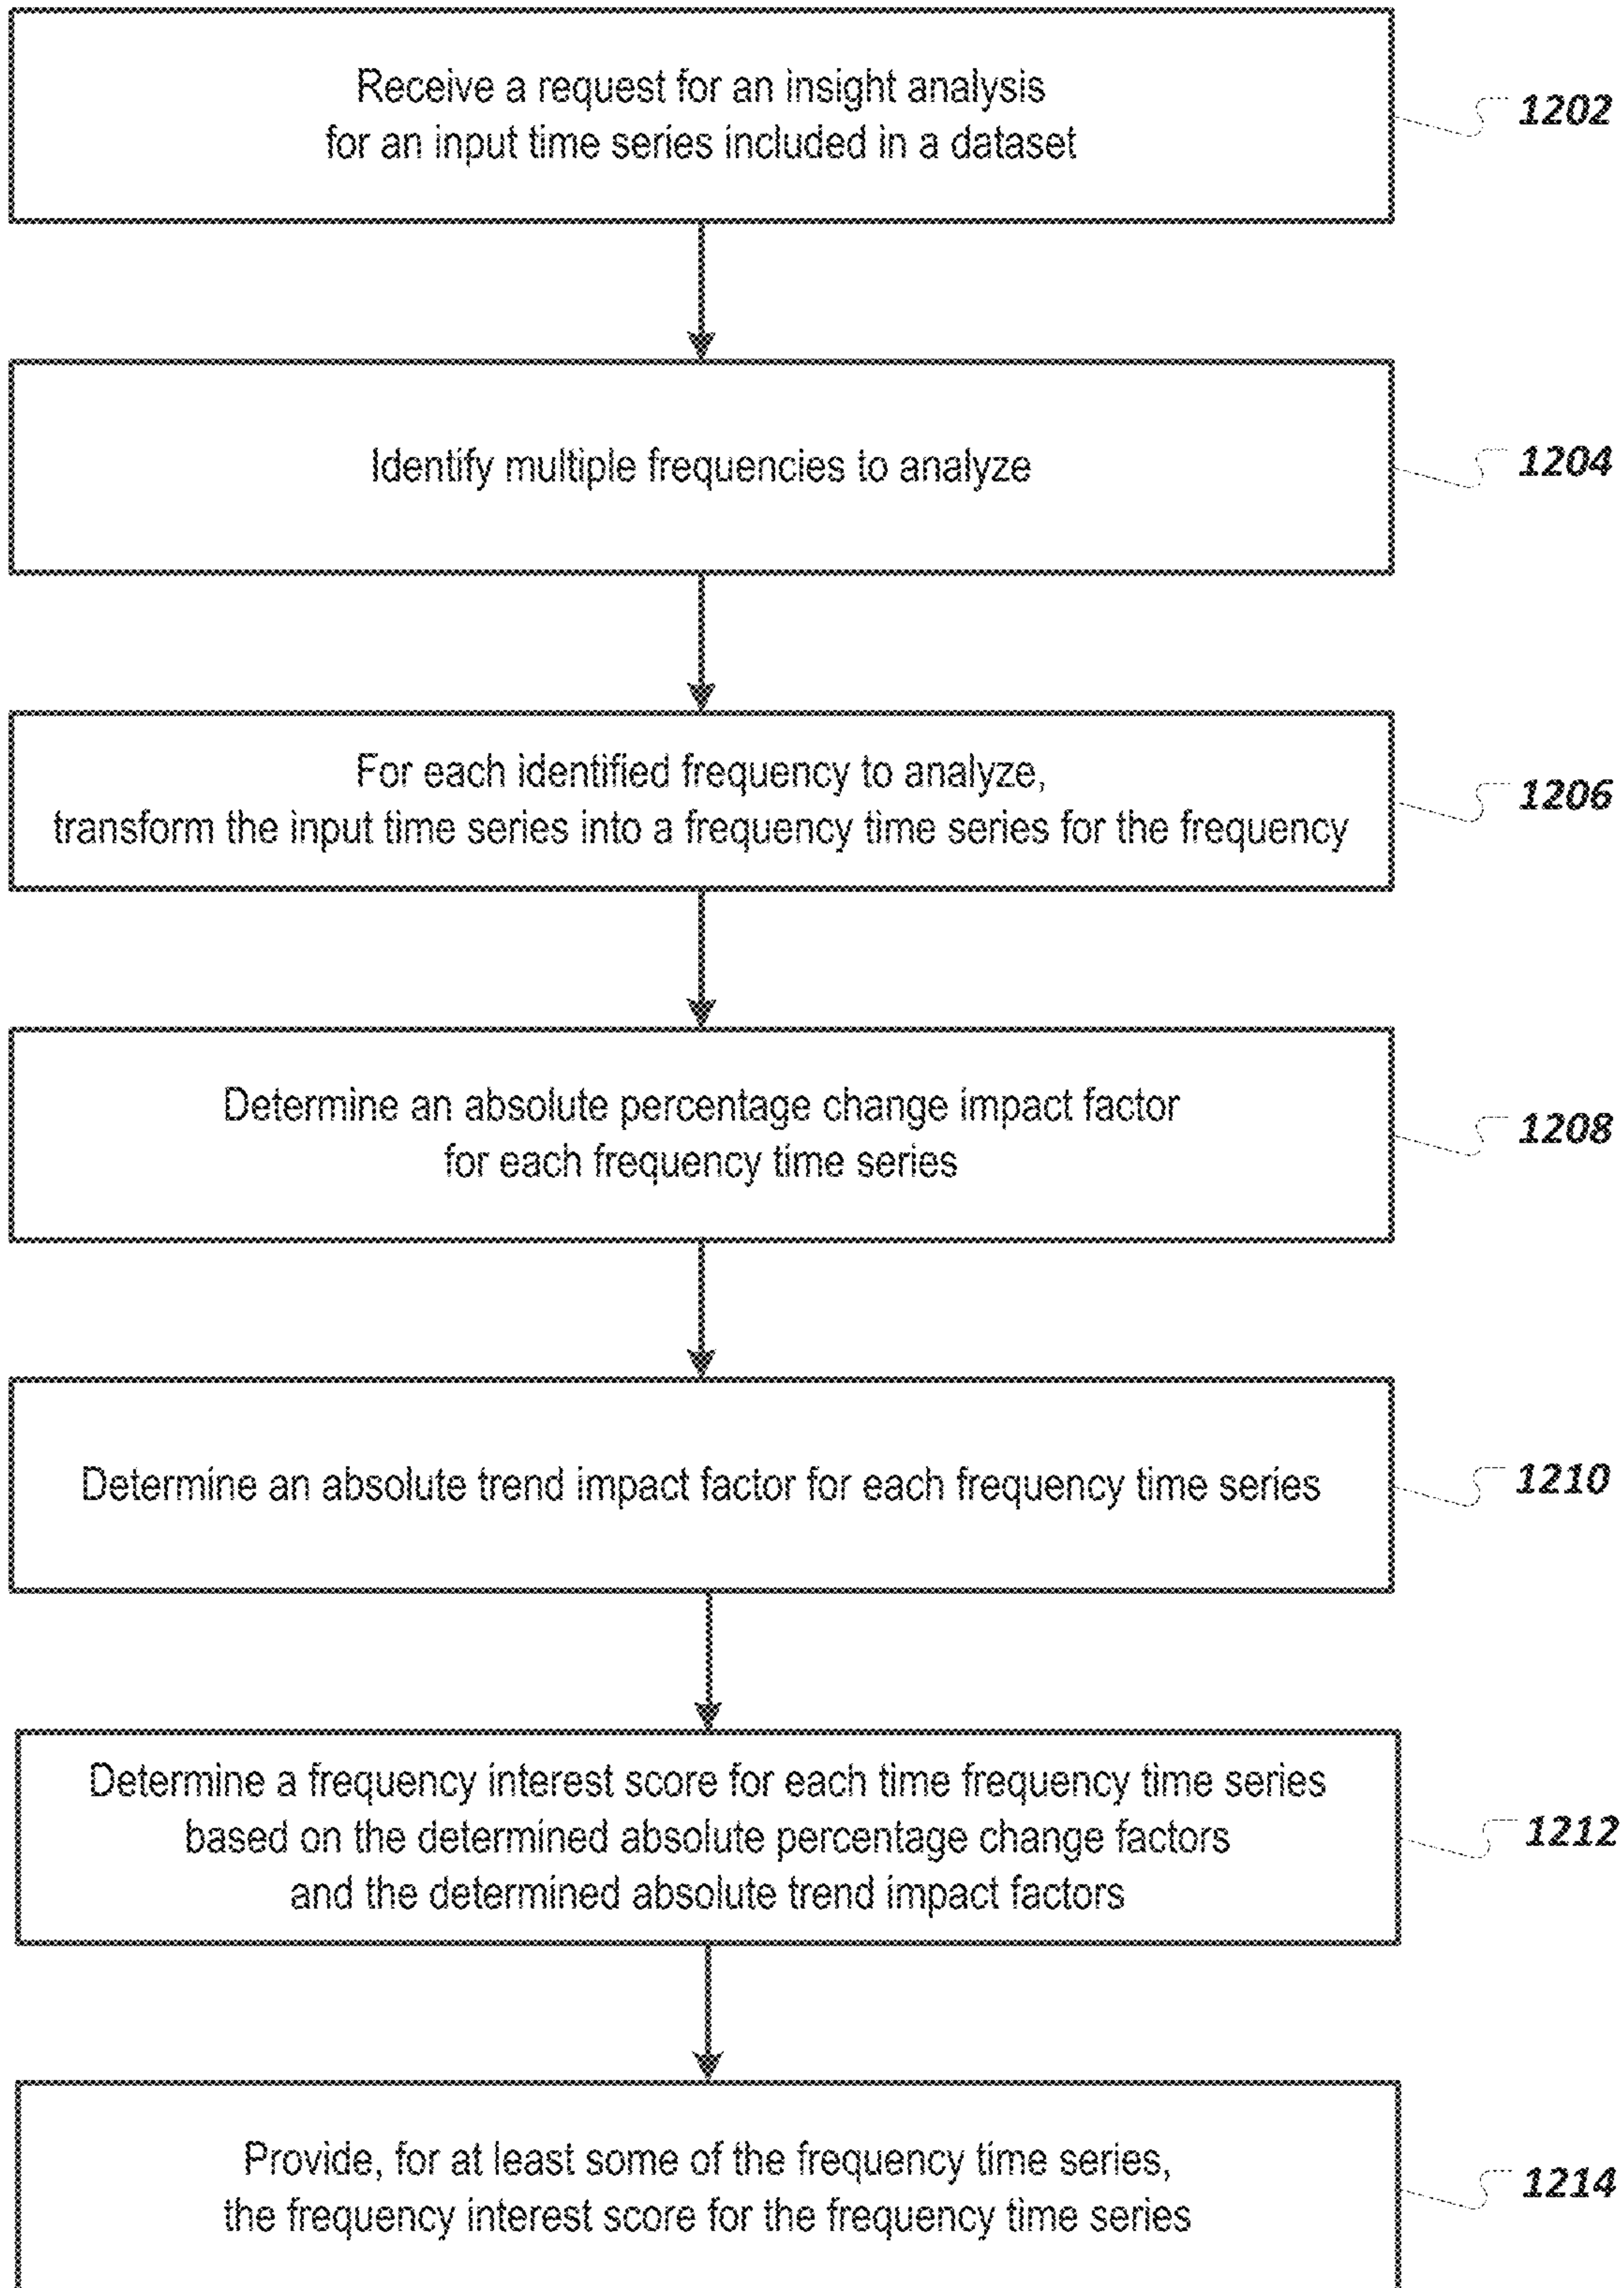 Receive a request for an insight analysis
for an input time series included in a dataset
1202
Identify multiple frequencies to analyze
1204
For each identified frequency to analyze,
transform the input time series into a frequency time series for the frequency
1206
Determine an absolute percentage change impact factor
for each frequency time series
1208
Determine an absolute trend impact factor for each frequency time series
1210
Determine a frequency interest score for each time frequency time series
based on the determined absolute percentage change factors
and the determined absolute trend impact factors
1212
Provide, for at least some of the frequency time series,
the frequency interest score for the frequency time series
1214